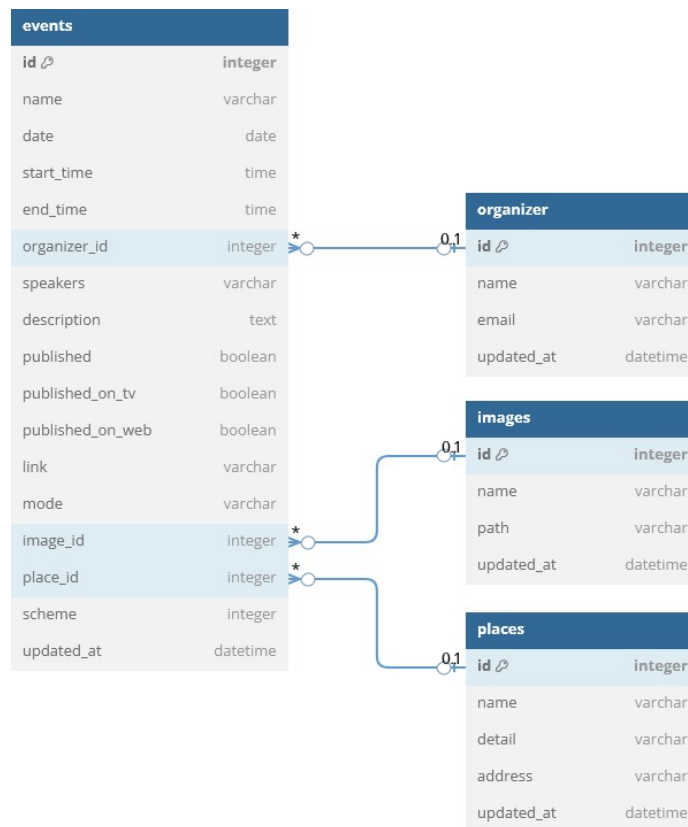 events
id integer
name varchar
date date
start_time time
end_time time
organizer_id integer
speakers varchar
description text
published boolean
published_on_tv boolean
published_on_web boolean
link varchar
mode varchar
image_id integer
place_id integer
scheme integer
updated_at datetime
* 0..1
organizer
id integer
name varchar
email varchar
updated_at datetime
* 0..1
images
id integer
name varchar
path varchar
updated_at datetime
* 0..1
places
id integer
name varchar
detail varchar
address varchar
updated_at datetime